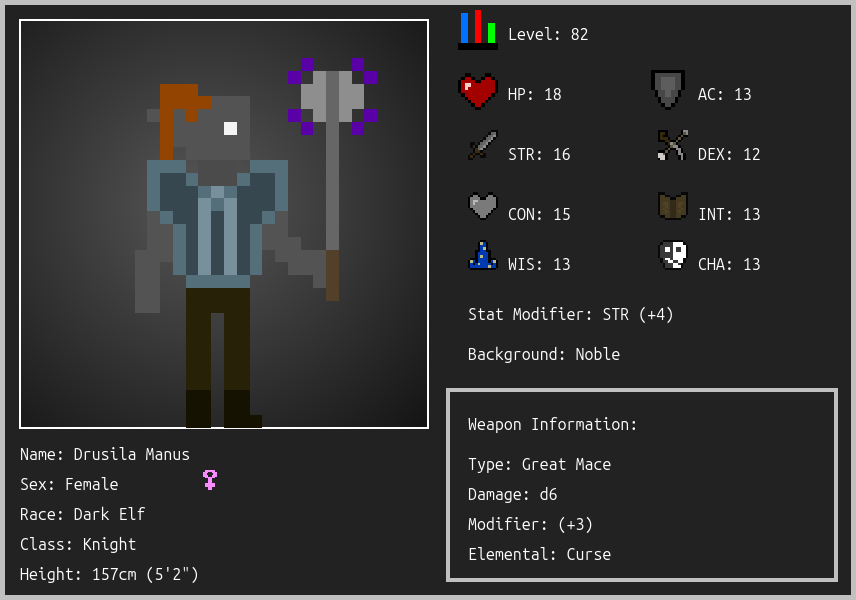 Level: 82
HP: 18
AC: 13
STR: 16
DEX: 12
CON: 15
INT: 13
WIS: 13
CHA: 13
Stat Modifier: STR (+4)
Background: Noble
Name: Drusila Manus
Sex: Female
Race: Dark Elf
Class: Knight
Height: 157cm (5'2")
Weapon Information:
Type: Great Mace
Damage: d6
Modifier: (+3)
Elemental: Curse